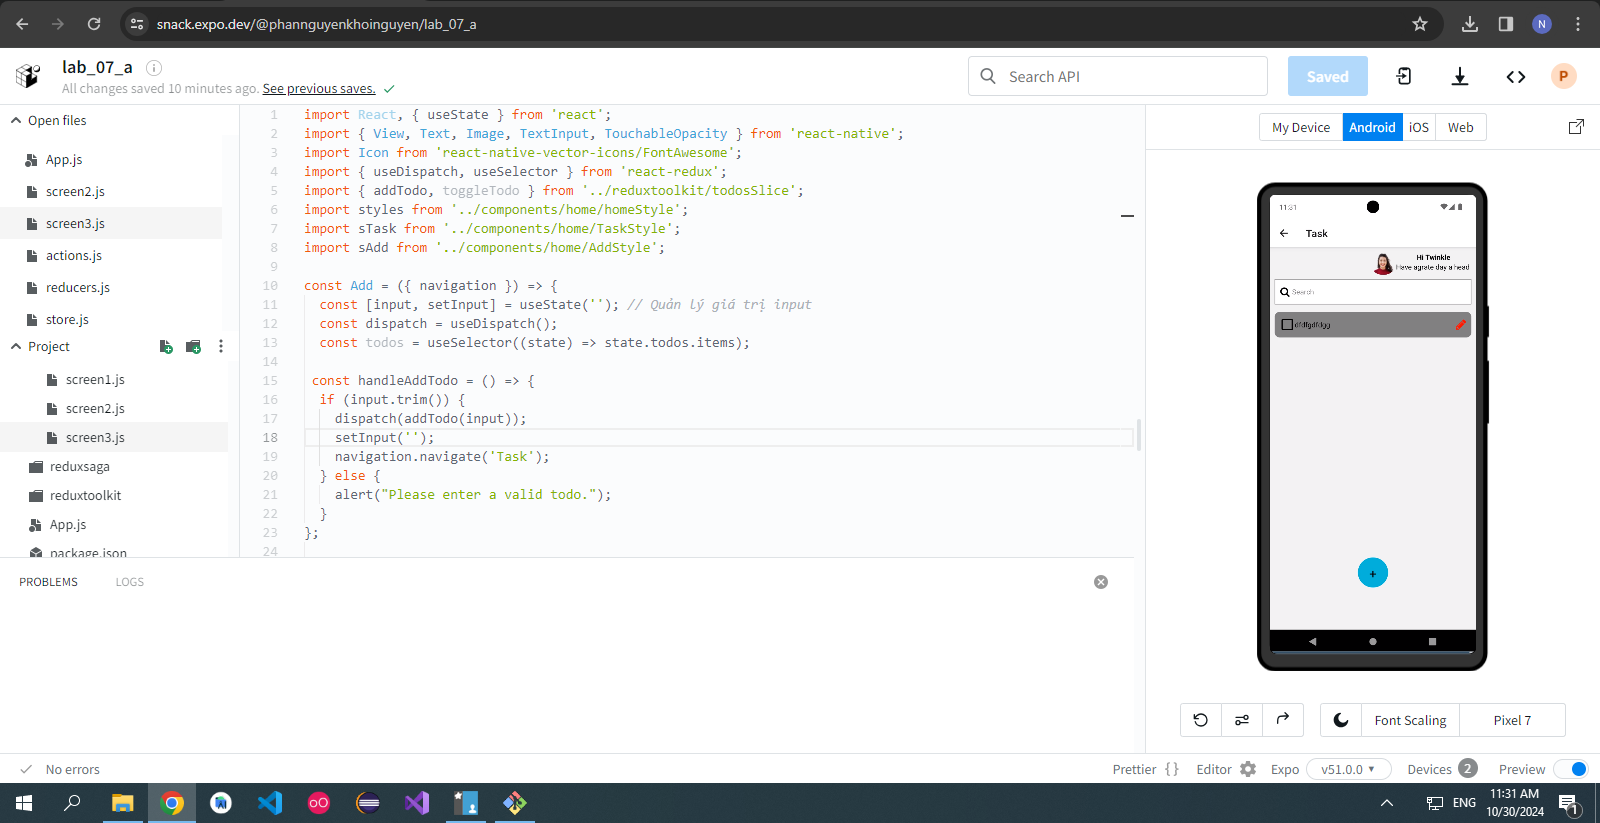 snack.expo.dev/@phannguyenkhoinguyen/lab_07_a
N
lab_07_a
All changes saved 10 minutes ago. See previous saves.
Search API
Saved
P
Open files
App.js
screen2.js
screen3.js
actions.js
reducers.js
store.js
Project
screen1.js
screen2.js
screen3.js
reduxsaga
reduxtoolkit
App.js
package.json
1 import React, { useState } from 'react';
2 import { View, Text, Image, TextInput, TouchableOpacity } from 'react-native';
3 import Icon from 'react-native-vector-icons/FontAwesome';
4 import { useDispatch, useSelector } from 'react-redux';
5 import { addTodo, toggleTodo } from '../reduxtoolkit/todosSlice';
6 import styles from '../components/home/homeStyle';
7 import sTask from '../components/home/TaskStyle';
8 import sAdd from '../components/home/AddStyle';
9
10 const Add = ({ navigation }) => {
11 const [input, setInput] = useState(''); // Quản lý giá trị input
12 const dispatch = useDispatch();
13 const todos = useSelector((state) => state.todos.items);
14
15 const handleAddTodo = () => {
16 if (input.trim()) {
17 dispatch(addTodo(input));
18 setInput('');
19 navigation.navigate('Task');
20 } else {
21 alert("Please enter a valid todo.");
22 }
23 };
24
PROBLEMS
LOGS
My Device
Android
iOS
Web
11:31
Task
Hi Twinkle
Have agrate day a head
Search
dfdfgdfdgg
+
Font Scaling
Pixel 7
No errors
Prettier {}
Editor
Expo
v51.0.0
Devices 2
Preview
ENG
11:31 AM
10/30/2024
1